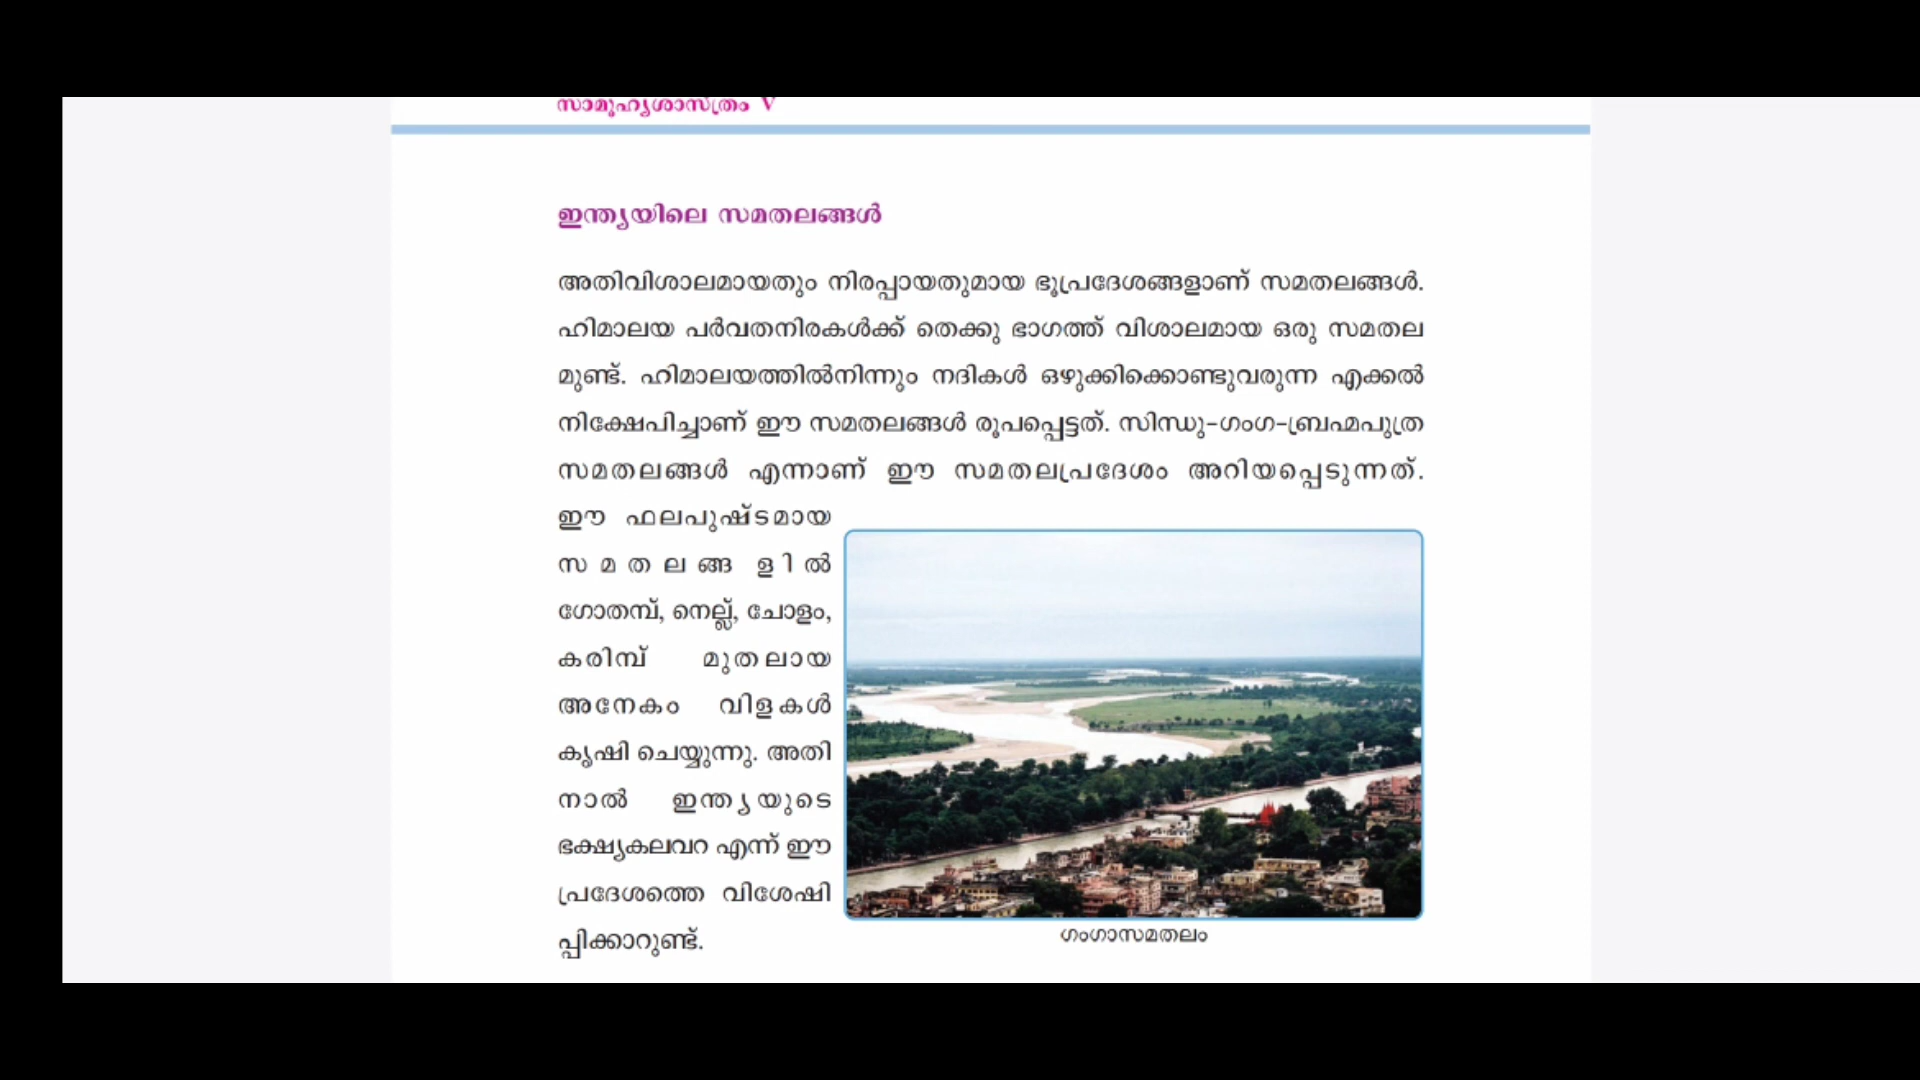 സാമൂഹ്യശാസ്ത്രം V
ഇന്ത്യയിലെ സമതലങ്ങൾ
അതിവിശാലമായതും നിരപ്പായതുമായ ഭൂപ്രദേശങ്ങളാണ് സമതലങ്ങൾ.
ഹിമാലയ പർവതനിരകൾക്ക് തെക്കു ഭാഗത്ത് വിശാലമായ ഒരു സമതല
മുണ്ട്. ഹിമാലയത്തിൽനിന്നും നദികൾ ഒഴുക്കിക്കൊണ്ടുവരുന്ന എക്കൽ
നിക്ഷേപിച്ചാണ് ഈ സമതലങ്ങൾ രൂപപ്പെട്ടത്. സിന്ധു-ഗംഗ-ബ്രഹ്മപുത്ര
സമതലങ്ങൾ എന്നാണ് ഈ സമതലപ്രദേശം അറിയപ്പെടുന്നത്.
ഈ ഫലപുഷ്ടമായ
സമതലങ്ങളിൽ
ഗോതമ്പ്, നെല്ല്, ചോളം,
കരിമ്പ് മുതലായ
അനേകം വിളകൾ
കൃഷി ചെയ്യുന്നു. അതി
നാൽ ഇന്ത്യയുടെ
ഭക്ഷ്യകലവറ എന്ന് ഈ
പ്രദേശത്തെ വിശേഷി
പ്പിക്കാറുണ്ട്.
ഗംഗാസമതലം